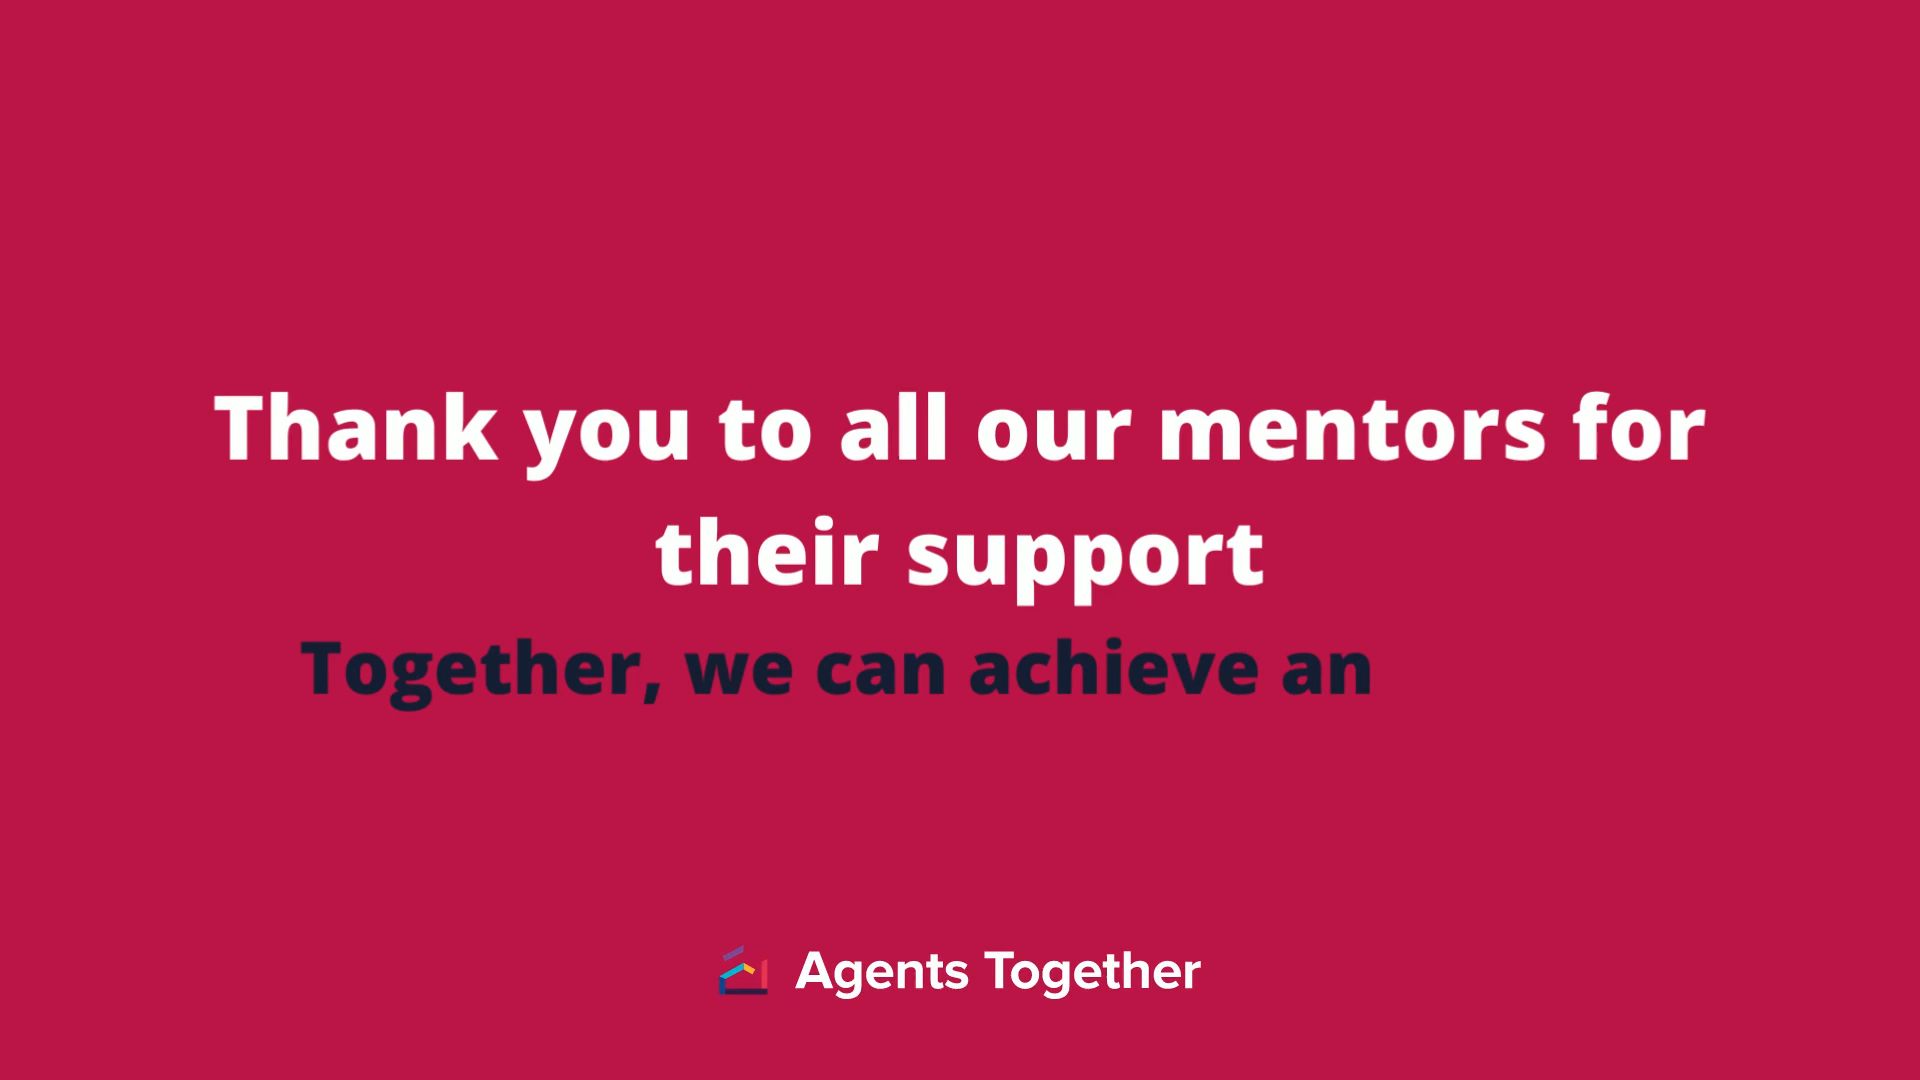 Thank you to all our mentors for
their support
Together, we can achieve an
Agents Together